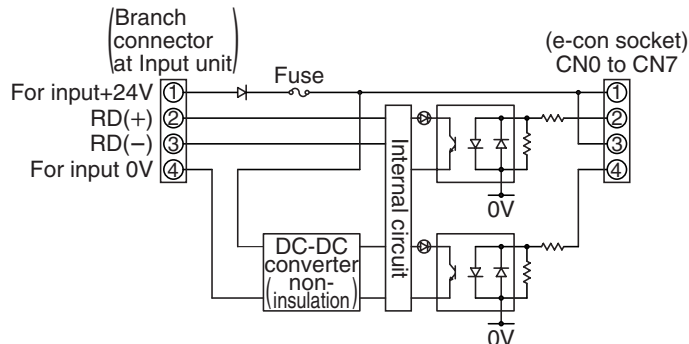 (Branch
connector
at Input unit)
(e-con socket)
CN0 to CN7
Fuse
For input+24V ①
RD(+) ②
RD(−) ③
For input 0V ④
①
②
③
④
Internal circuit
0V
DC-DC
converter
(non-
insulation)
0V